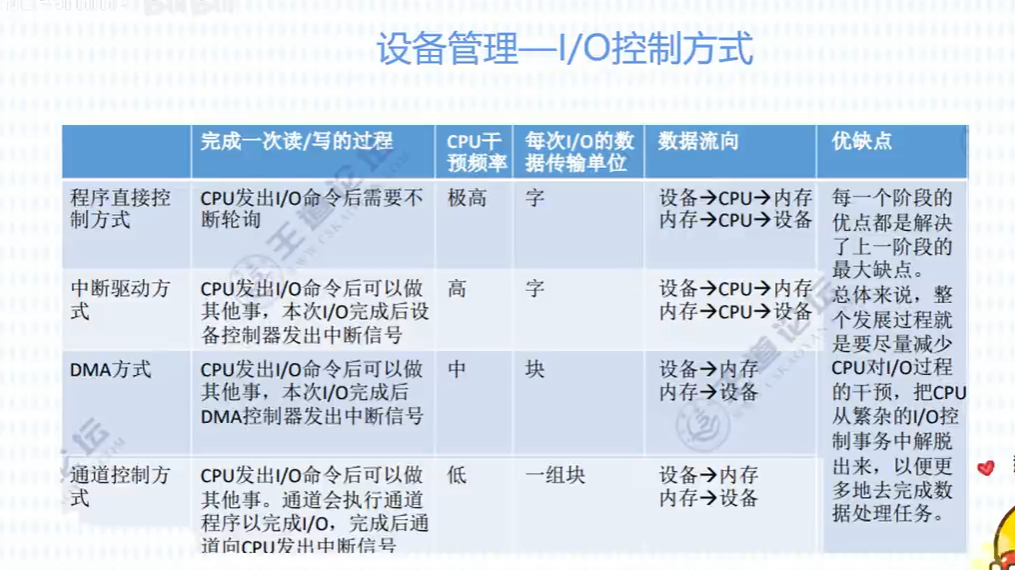 设备管理—I/O控制方式
完成一次读/写的过程
CPU干
预频率
每次I/O的数
据传输单位
数据流向
优缺点
程序直接控
制方式
CPU发出I/O命令后需要不
断轮询
极高
字
设备→CPU→内存
内存→CPU→设备
每一个阶段的
优点都是解决
了上一阶段的
最大缺点。
总体来说，整
个发展过程就
是要尽量减少
CPU对I/O过程
的干预，把CPU
从繁杂的I/O控
制事务中解脱
出来，以便更
多地去完成数
据处理任务。
中断驱动方
式
CPU发出I/O命令后可以做
其他事，本次I/O完成后设
备控制器发出中断信号
高
字
设备→CPU→内存
内存→CPU→设备
DMA方式
CPU发出I/O命令后可以做
其他事，本次I/O完成后
DMA控制器发出中断信号
中
块
设备→内存
内存→设备
通道控制方
式
CPU发出I/O命令后可以做
其他事。通道会执行通道
程序以完成I/O，完成后通
道向CPU发出中断信号
低
一组块
设备→内存
内存→设备
王道论坛